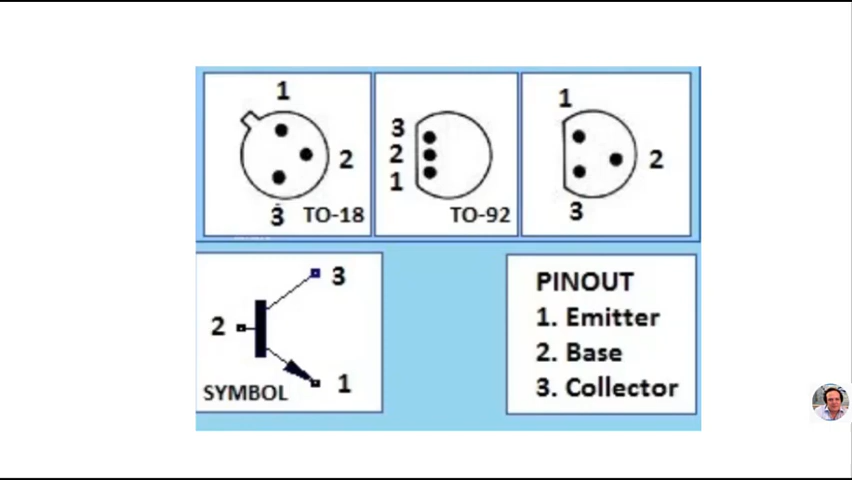 1
2
3 TO-18
3
2
1
TO-92
1
2
3
3
2
1
SYMBOL
PINOUT
1. Emitter
2. Base
3. Collector